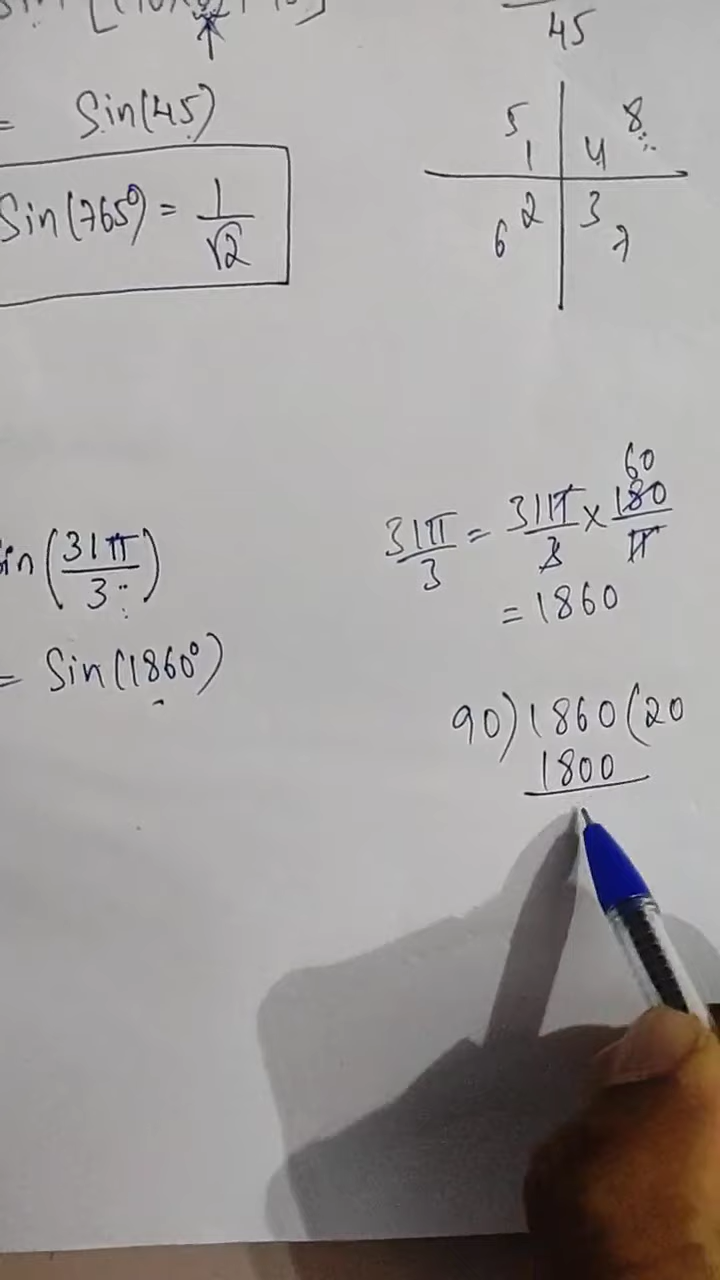 45
= Sin(45)
Sin(765°) = 1/√2
5 8
1 4
2 3
6 7
in(31π/3)
= Sin(1860°)
60
31π/3 = 31π/3 × 180/π
= 1860
90)1860(20
1800